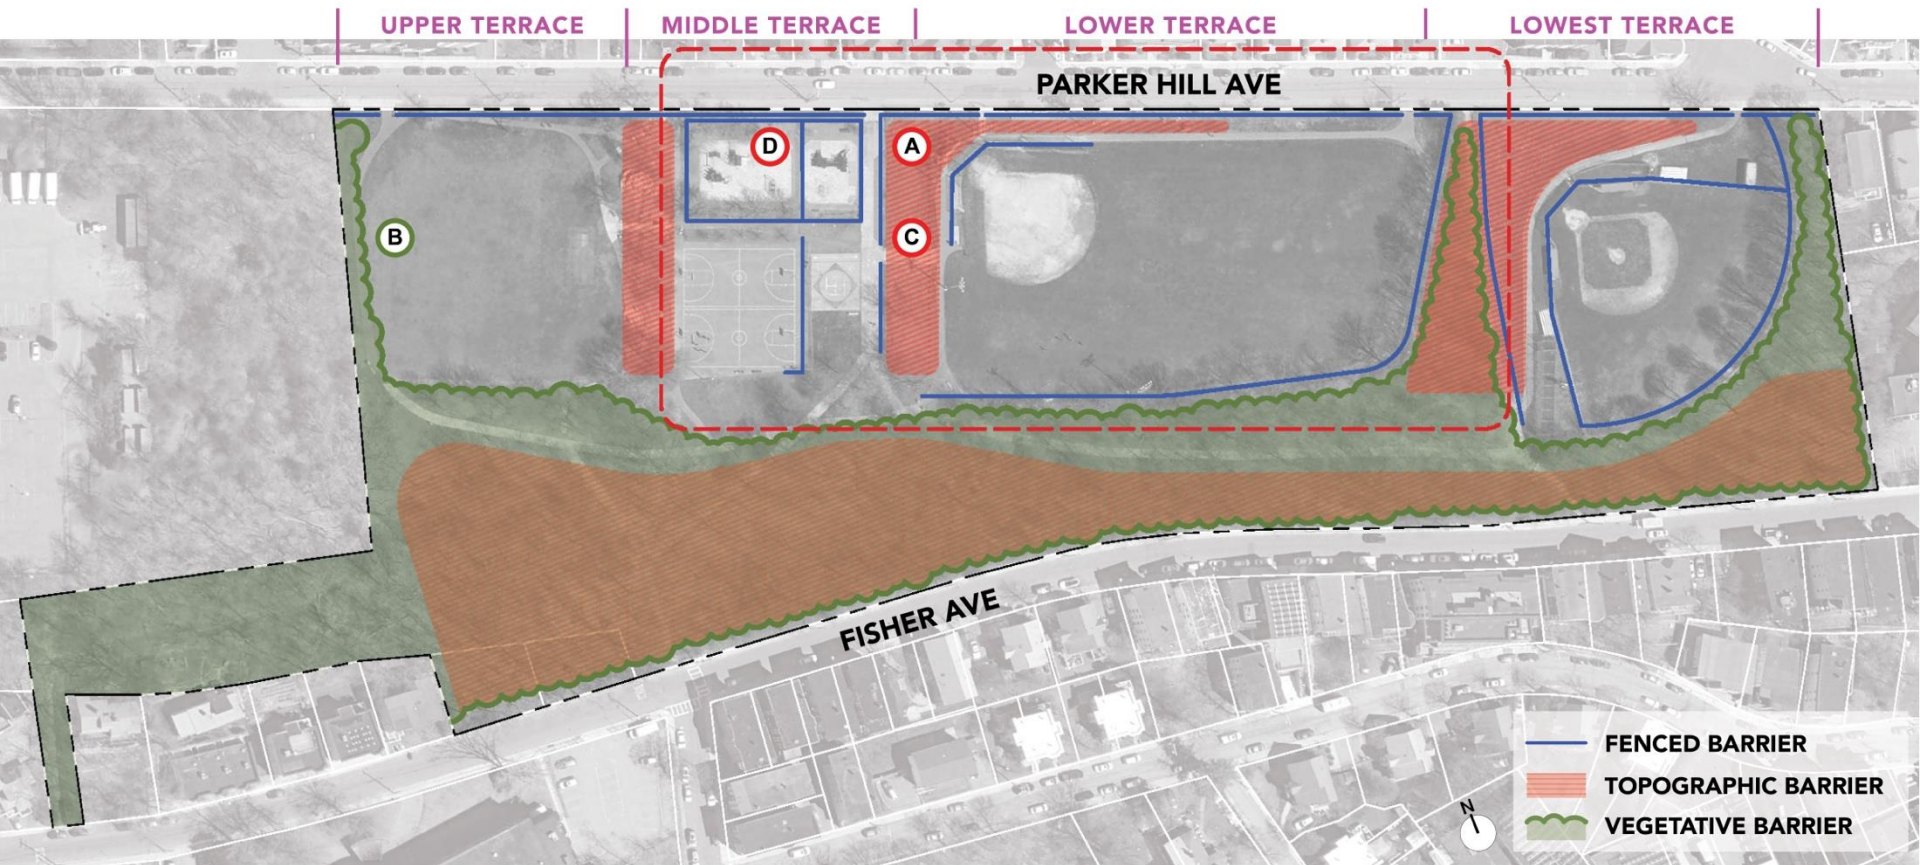 UPPER TERRACE
MIDDLE TERRACE
LOWER TERRACE
LOWEST TERRACE
PARKER HILL AVE
D
A
B
C
FISHER AVE
FENCED BARRIER
TOPOGRAPHIC BARRIER
VEGETATIVE BARRIER
N